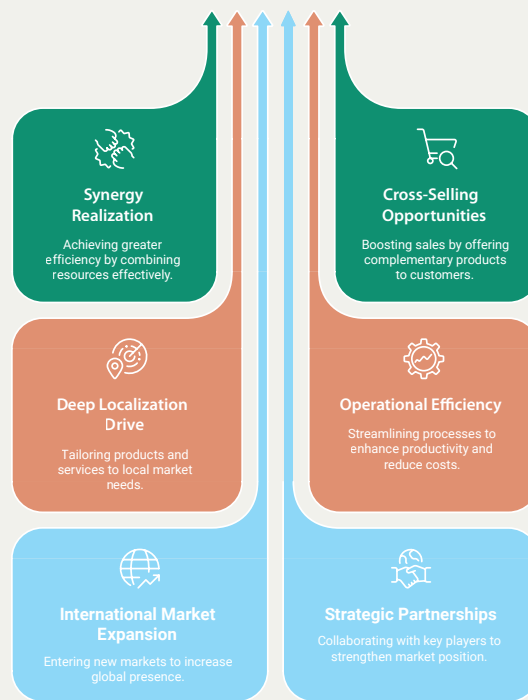 Synergy
Realization
Achieving greater
efficiency by combining
resources effectively.
Cross-Selling
Opportunities
Boosting sales by offering
complementary products
to customers.
Deep Localization
Drive
Tailoring products and
services to local market
needs.
Operational Efficiency
Streamlining processes to
enhance productivity and
reduce costs.
International Market
Expansion
Entering new markets to increase
global presence.
Strategic Partnerships
Collaborating with key players to
strengthen market position.